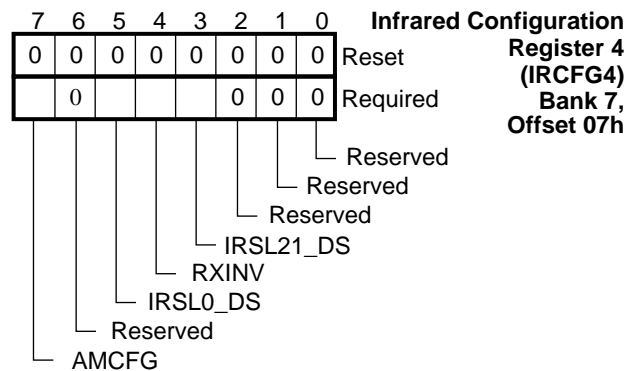 7 6 5 4 3 2 1 0
Infrared Configuration
Register 4
(IRCFG4)
Bank 7,
Offset 07h
0 0 0 0 0 0 0 0 Reset
0 0 0 0 Required
Reserved
Reserved
Reserved
IRSL21_DS
RXINV
IRSL0_DS
Reserved
AMCFG